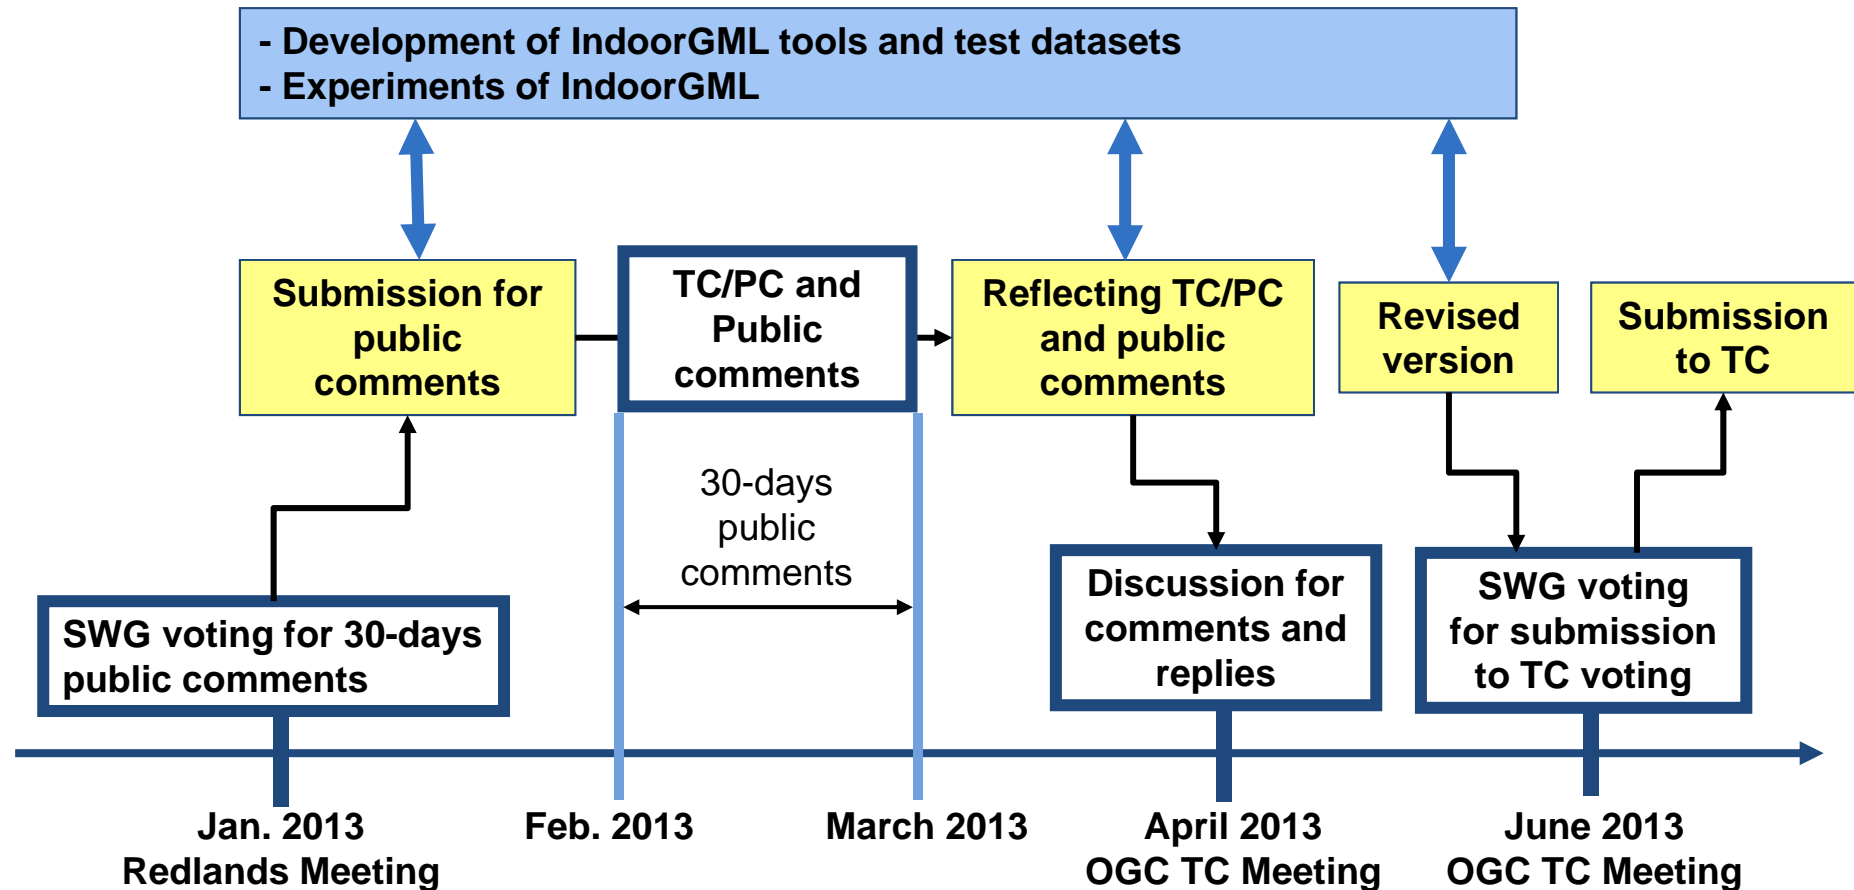 - Development of IndoorGML tools and test datasets
- Experiments of IndoorGML
Submission for
public
comments
TC/PC and
Public
comments
Reflecting TC/PC
and public
comments
Revised
version
Submission
to TC
30-days
public
comments
SWG voting for 30-days
public comments
Discussion for
comments and
replies
SWG voting
for submission
to TC voting
Jan. 2013
Redlands Meeting
Feb. 2013
March 2013
April 2013
OGC TC Meeting
June 2013
OGC TC Meeting